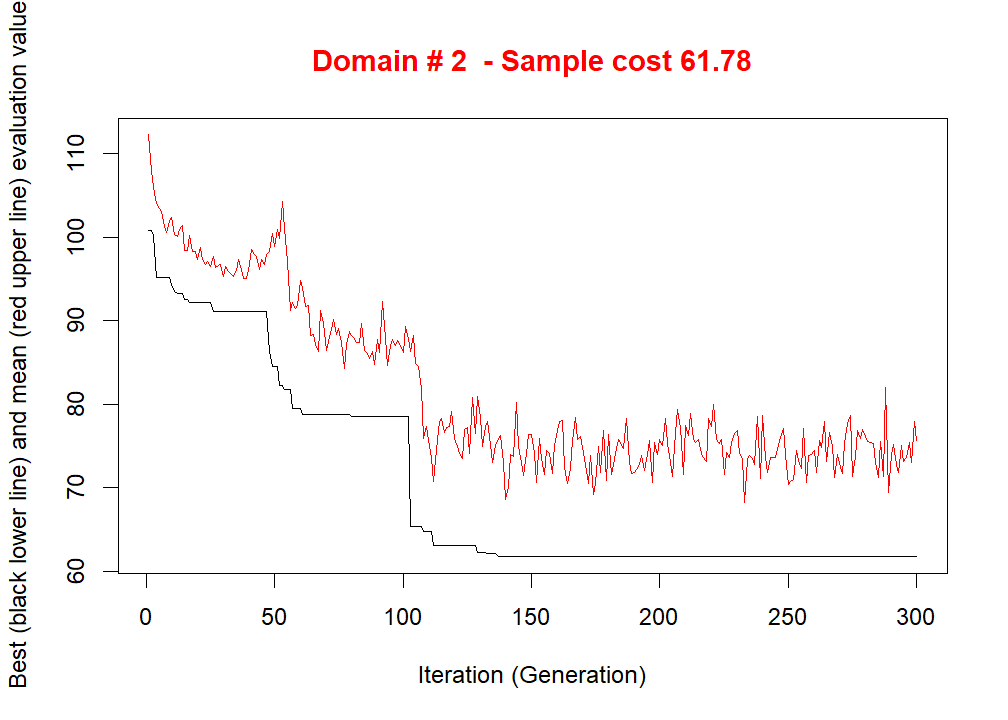 Domain # 2  - Sample cost 61.78
Best (black lower line) and mean (red upper line) evaluation value
110
100
90
80
70
60
0 50 100 150 200 250 300
Iteration (Generation)